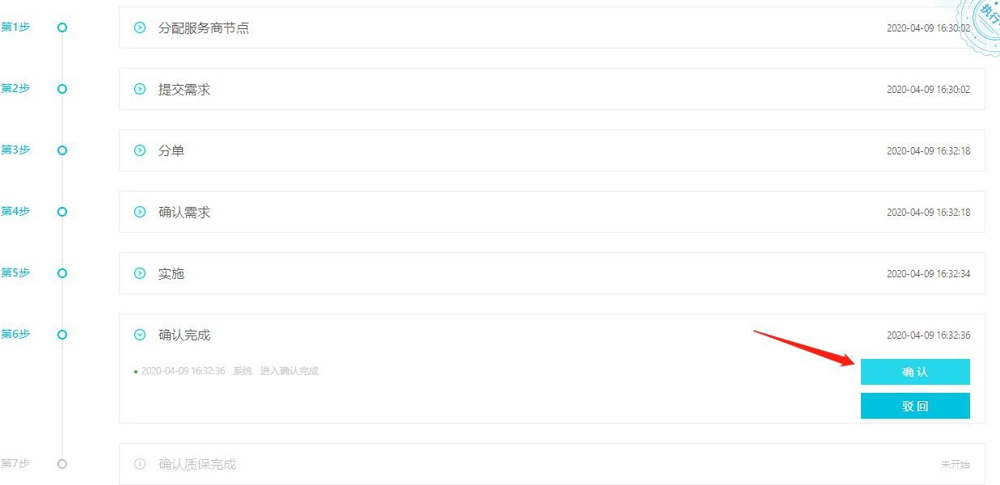 第1步 分配服务商节点 2020-04-09 16:30:02
执行
第2步 提交需求 2020-04-09 16:30:02
第3步 分单 2020-04-09 16:32:18
第4步 确认需求 2020-04-09 16:32:18
第5步 实施 2020-04-09 16:32:34
第6步 确认完成 2020-04-09 16:32:36
2020-04-09 16:32:36 系统 进入确认完成
确认
驳回
第7步 确认质保完成 未开始